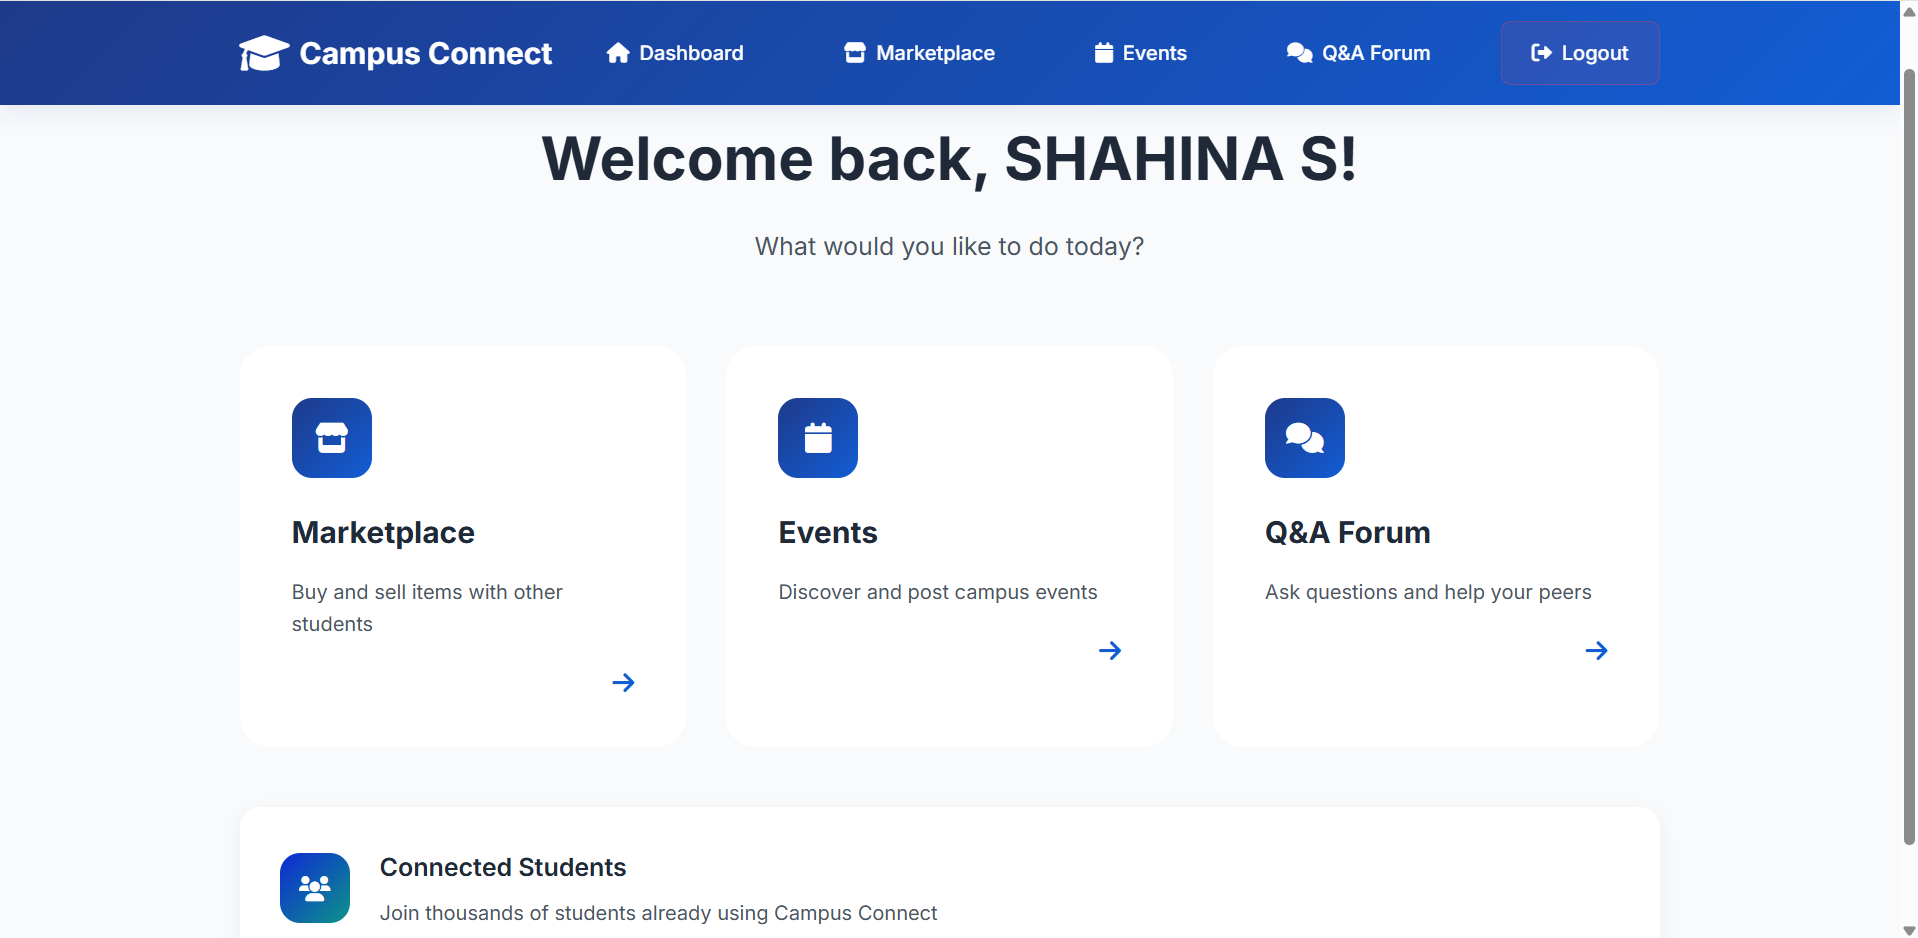 Campus Connect
Dashboard
Marketplace
Events
Q&A Forum
Logout
Welcome back, SHAHINA S!
What would you like to do today?
Marketplace
Buy and sell items with other
students
Events
Discover and post campus events
Q&A Forum
Ask questions and help your peers
Connected Students
Join thousands of students already using Campus Connect